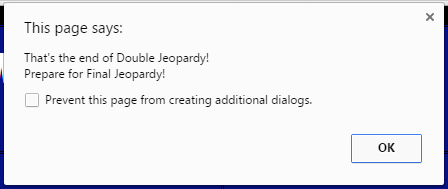 This page says:
That's the end of Double Jeopardy!
Prepare for Final Jeopardy!
Prevent this page from creating additional dialogs.
OK